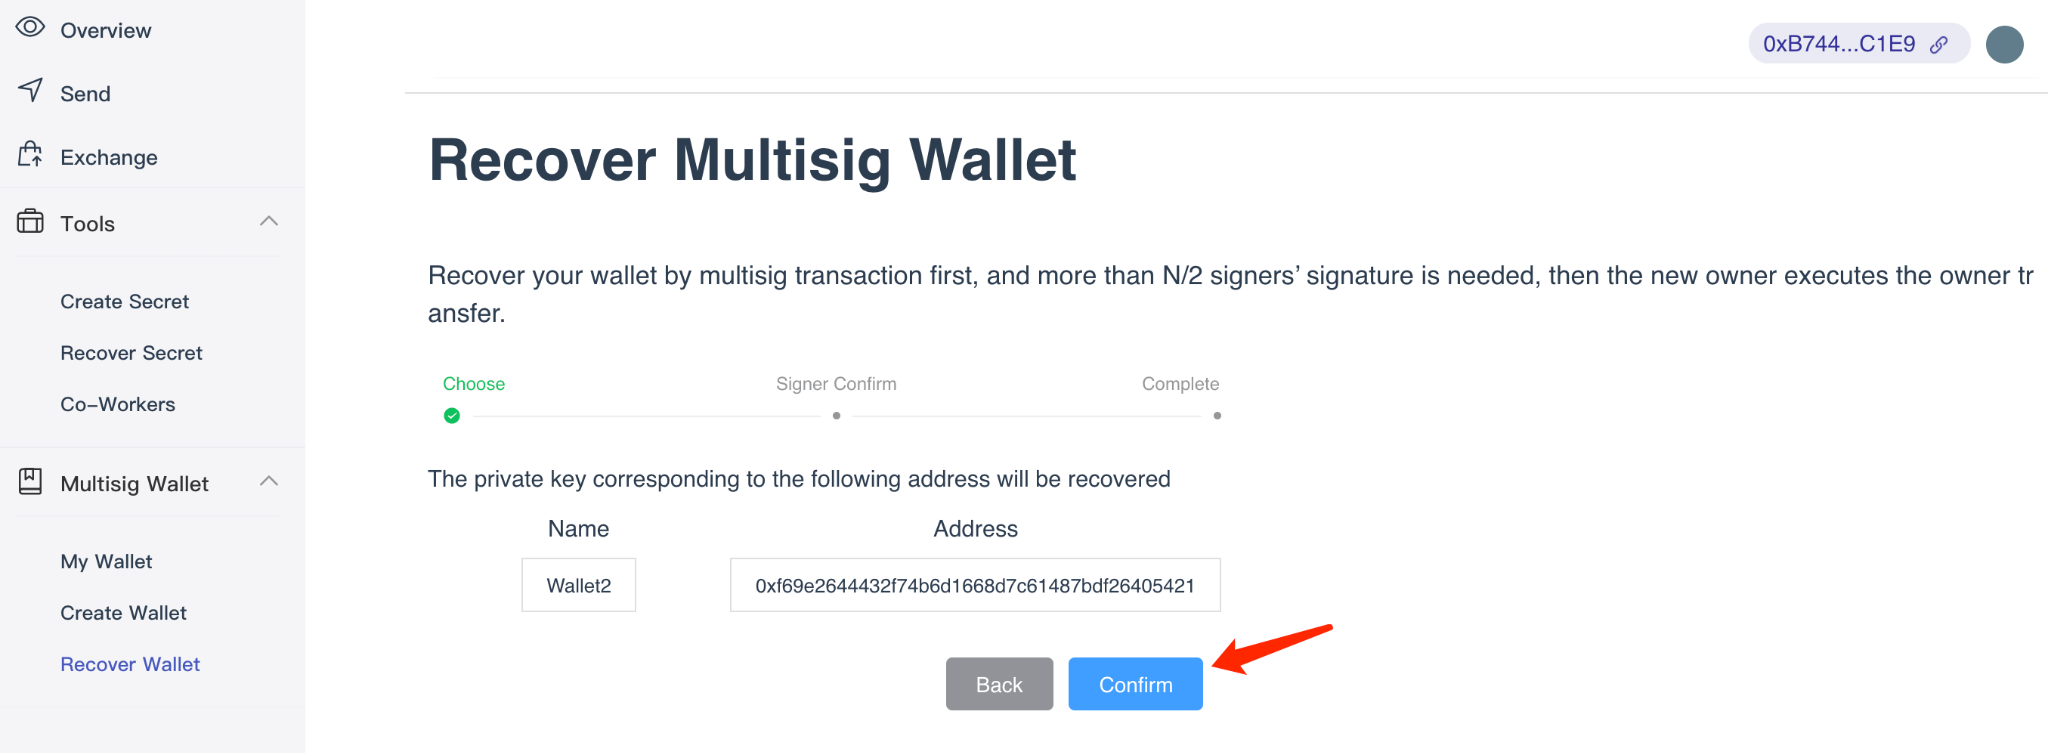 Overview
Send
Exchange
Tools
Create Secret
Recover Secret
Co-Workers
Multisig Wallet
My Wallet
Create Wallet
Recover Wallet
0xB744...C1E9
Recover Multisig Wallet
Recover your wallet by multisig transaction first, and more than N/2 signers’ signature is needed, then the new owner executes the owner tr
ansfer.
Choose Signer Confirm Complete
The private key corresponding to the following address will be recovered
Name Address
Wallet2 0xf69e2644432f74b6d1668d7c61487bdf26405421
Back Confirm